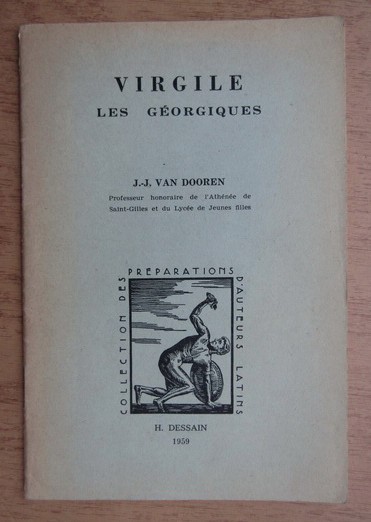 VIRGILE
LES GÉORGIQUES
J.-J. VAN DOOREN
Professeur honoraire de l'Athénée de
Saint-Gilles et du Lycée de Jeunes filles
COLLECTION DES
PRÉPARATIONS
D'AUTEURS LATINS
H. DESSAIN
1959